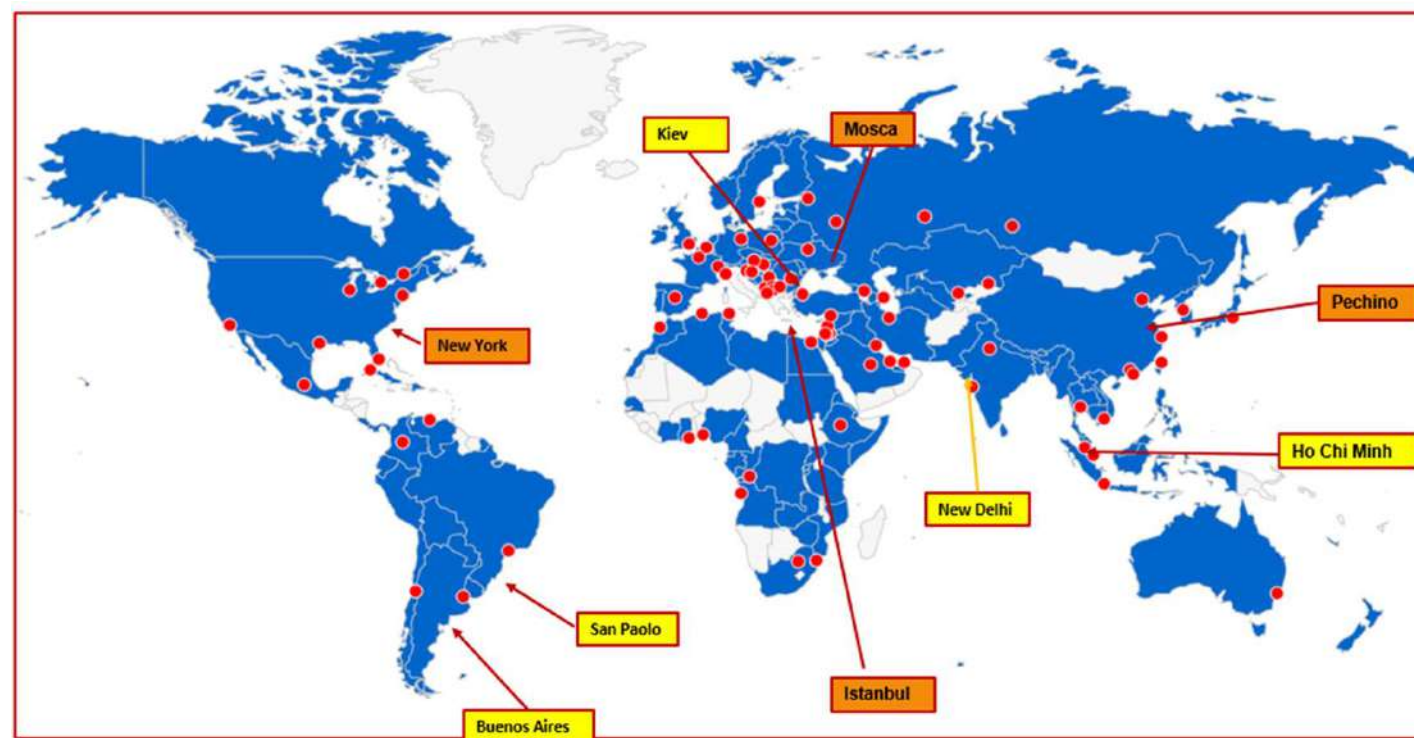 Kiev
Mosca
Pechino
New York
Ho Chi Minh
New Delhi
San Paolo
Istanbul
Buenos Aires